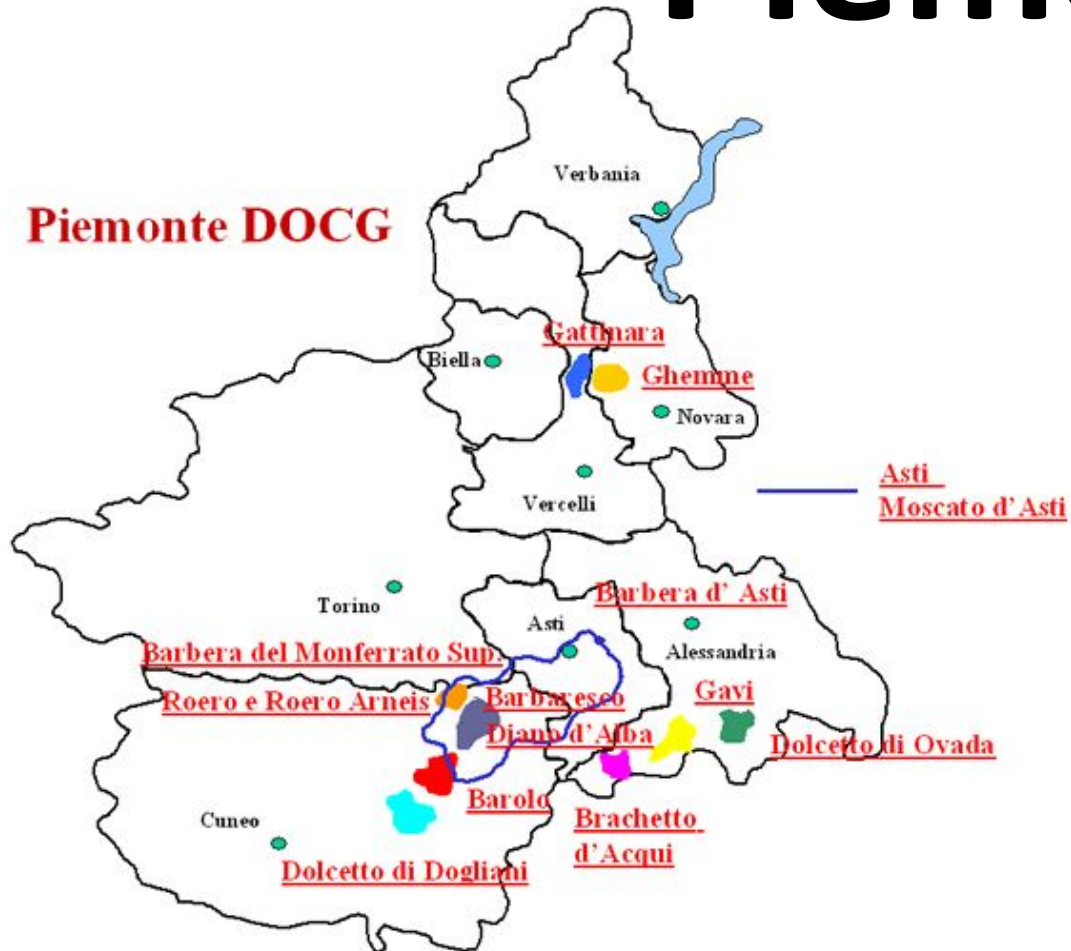 Piemonte DOCG
Verbania
Gattinara
Biella
Ghemme
Novara
Asti
Moscato d'Asti
Vercelli
Barbera d' Asti
Torino
Asti
Alessandria
Barbera del Monferrato Sup.
Roero e Roero Arneis
Barbaresco
Gavi
Diano d'Alba
Dolcetto di Ovada
Barolo
Cuneo
Brachetto
d'Acqui
Dolcetto di Dogliani